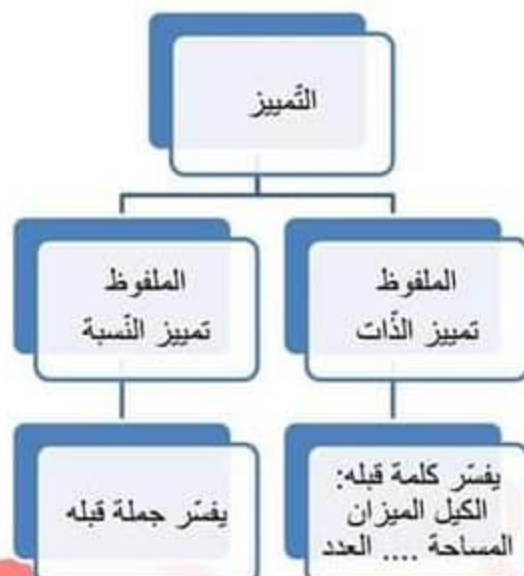 التّمييز
الملفوظ
تمييز الذّات
الملفوظ
تمييز النّسبة
يفسّر كلمة قبله:
الكيل الميزان
المساحة .... العدد
يفسّر جملة قبله